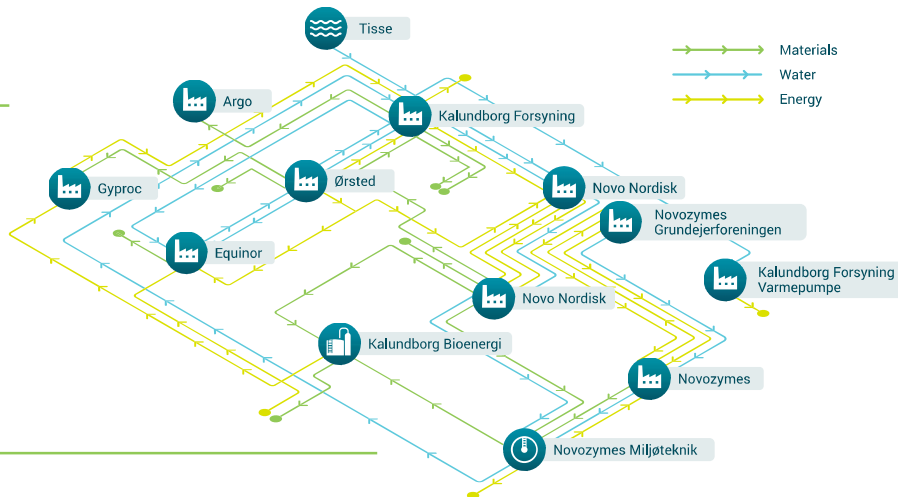 Tisse
Materials
Water
Energy
Argo
Kalundborg Forsyning
Gyproc
Ørsted
Novo Nordisk
Novozymes
Grundejerforeningen
Equinor
Kalundborg Forsyning
Varmepumpe
Novo Nordisk
Kalundborg Bioenergi
Novozymes
Novozymes Miljøteknik